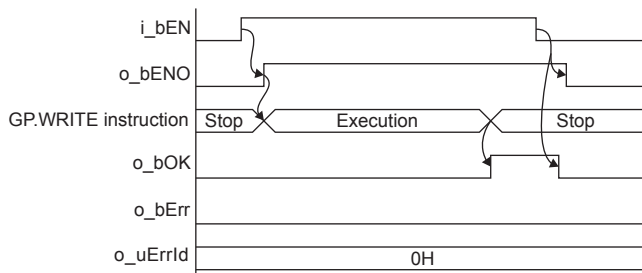 i_bEN
o_bENO
GP.WRITE instruction Stop Execution Stop
o_bOK
o_bErr
o_uErrId 0H